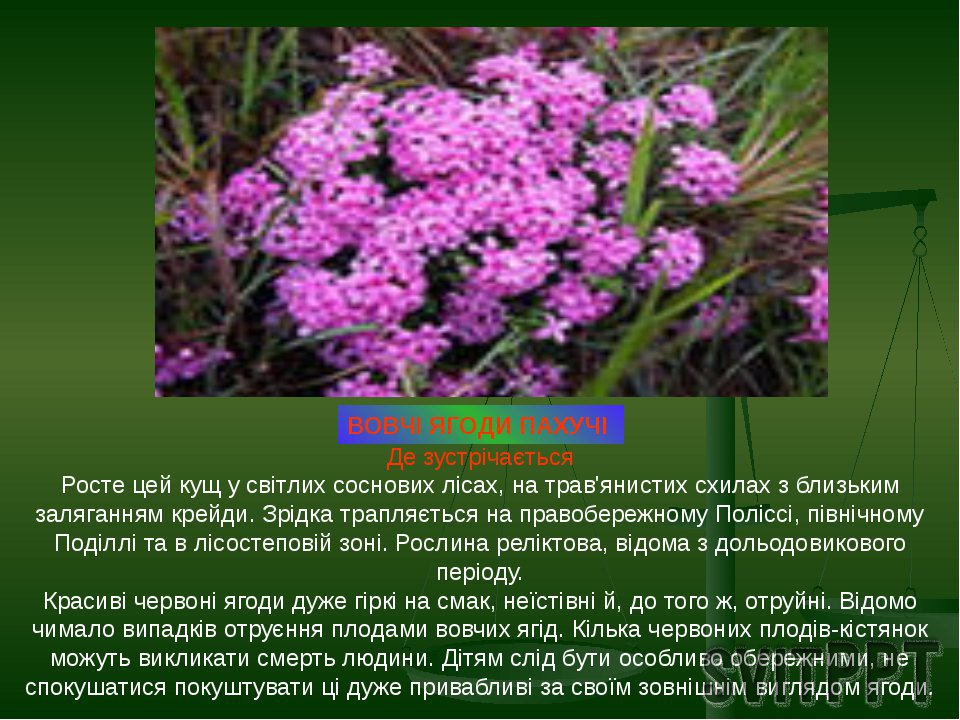 ВОВЧІ ЯГОДИ ПАХУЧІ
Де зустрічається
Росте цей кущ у світлих соснових лісах, на трав'янистих схилах з близьким
заляганням крейди. Зрідка трапляється на правобережному Поліссі, північному
Поділлі та в лісостеповій зоні. Рослина реліктова, відома з дольодовикового
періоду.
Красиві червоні ягоди дуже гіркі на смак, неїстівні й, до того ж, отруйні. Відомо
чимало випадків отруєння плодами вовчих ягід. Кілька червоних плодів-кістянок
можуть викликати смерть людини. Дітям слід бути особливо обережними, не
спокушатися покуштувати ці дуже привабливі за своїм зовнішнім виглядом ягоди.
SVITPPT